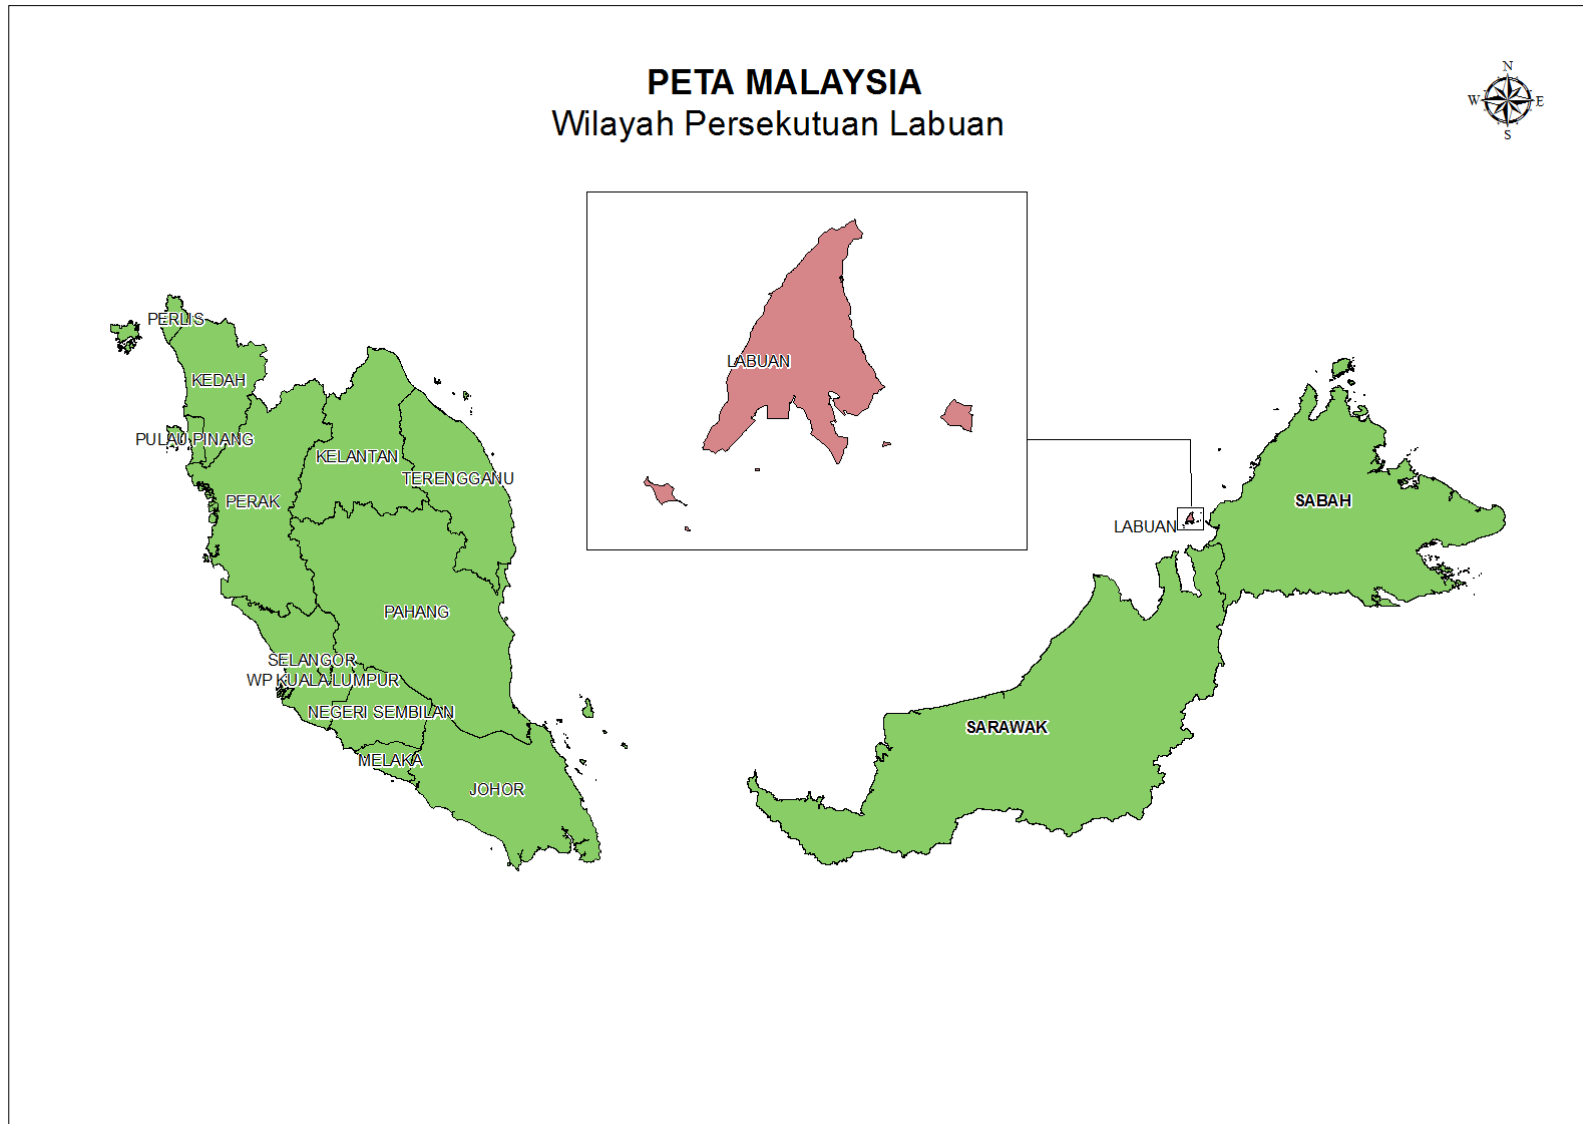 PETA MALAYSIA
Wilayah Persekutuan Labuan
N
W
E
S
PERLIS
KEDAH
PULAU PINANG
PERAK
KELANTAN
TERENGGANU
PAHANG
SELANGOR
WP KUALA LUMPUR
NEGERI SEMBILAN
MELAKA
JOHOR
LABUAN
LABUAN
SABAH
SARAWAK